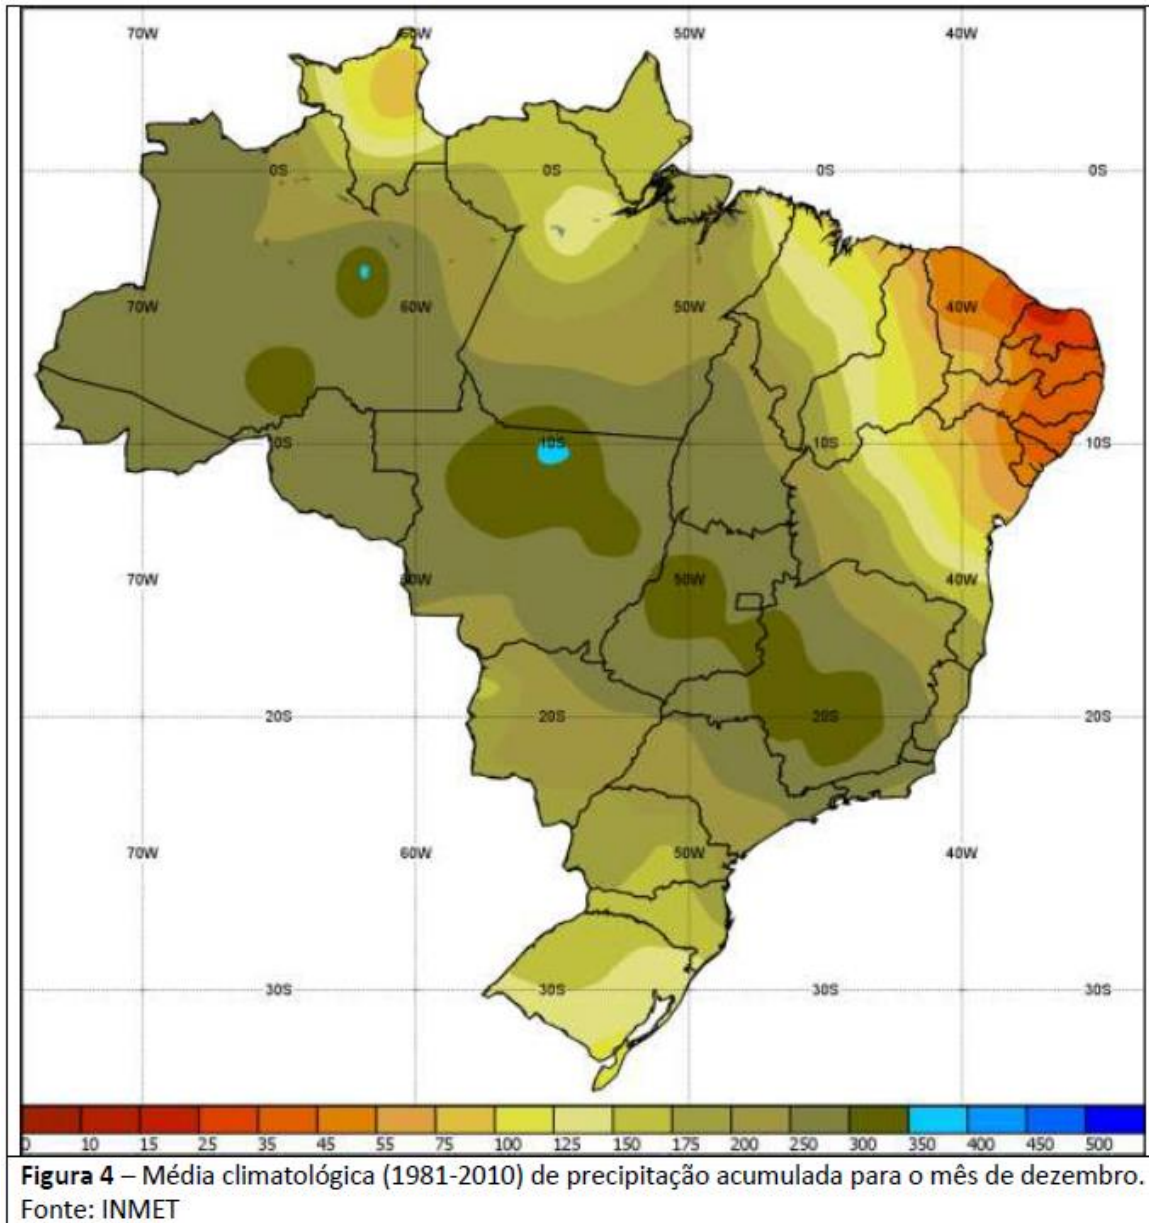 70W 60W 50W 40W
0S 0S 0S 0S
70W 60W 50W 40W
10S 10S 10S 10S
70W 60W 50W 40W
20S 20S 20S 20S
70W 60W 50W 40W
30S 30S 30S 30S
0 10 15 25 35 45 55 75 100 125 150 175 200 250 300 350 400 450 500
Figura 4 – Média climatológica (1981-2010) de precipitação acumulada para o mês de dezembro.
Fonte: INMET